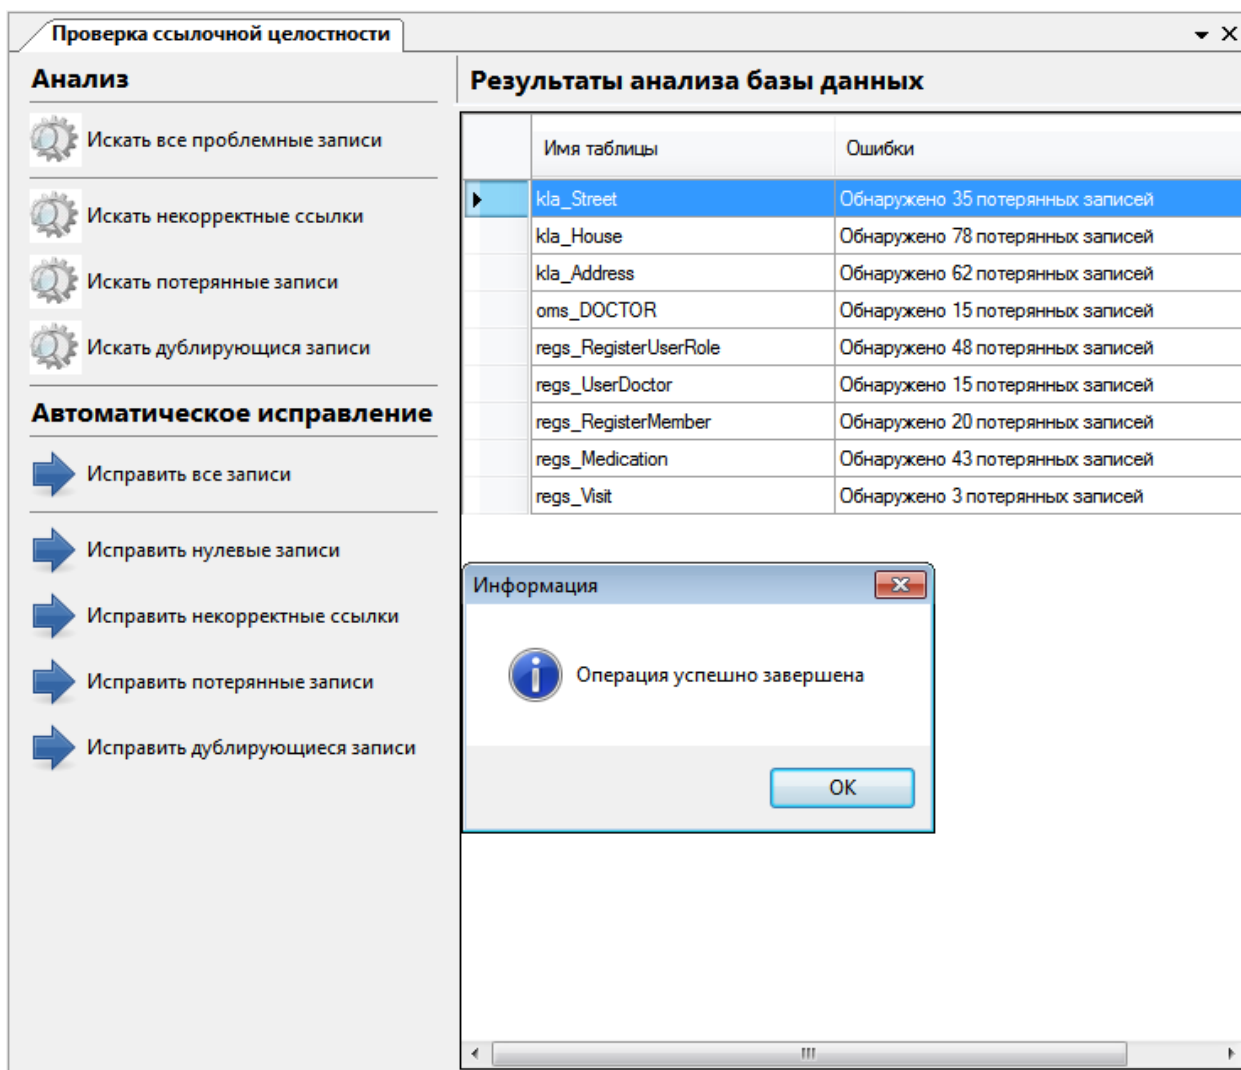 Проверка ссылочной целостности
Анализ
Искать все проблемные записи
Искать некорректные ссылки
Искать потерянные записи
Искать дублирующися записи
Автоматическое исправление
Исправить все записи
Исправить нулевые записи
Исправить некорректные ссылки
Исправить потерянные записи
Исправить дублирующиеся записи
Результаты анализа базы данных
Имя таблицы Ошибки
kla_Street Обнаружено 35 потерянных записей
kla_House Обнаружено 78 потерянных записей
kla_Address Обнаружено 62 потерянных записей
oms_DOCTOR Обнаружено 15 потерянных записей
regs_RegisterUserRole Обнаружено 48 потерянных записей
regs_UserDoctor Обнаружено 15 потерянных записей
regs_RegisterMember Обнаружено 20 потерянных записей
regs_Medication Обнаружено 43 потерянных записей
regs_Visit Обнаружено 3 потерянных записей
Информация
Операция успешно завершена
OK